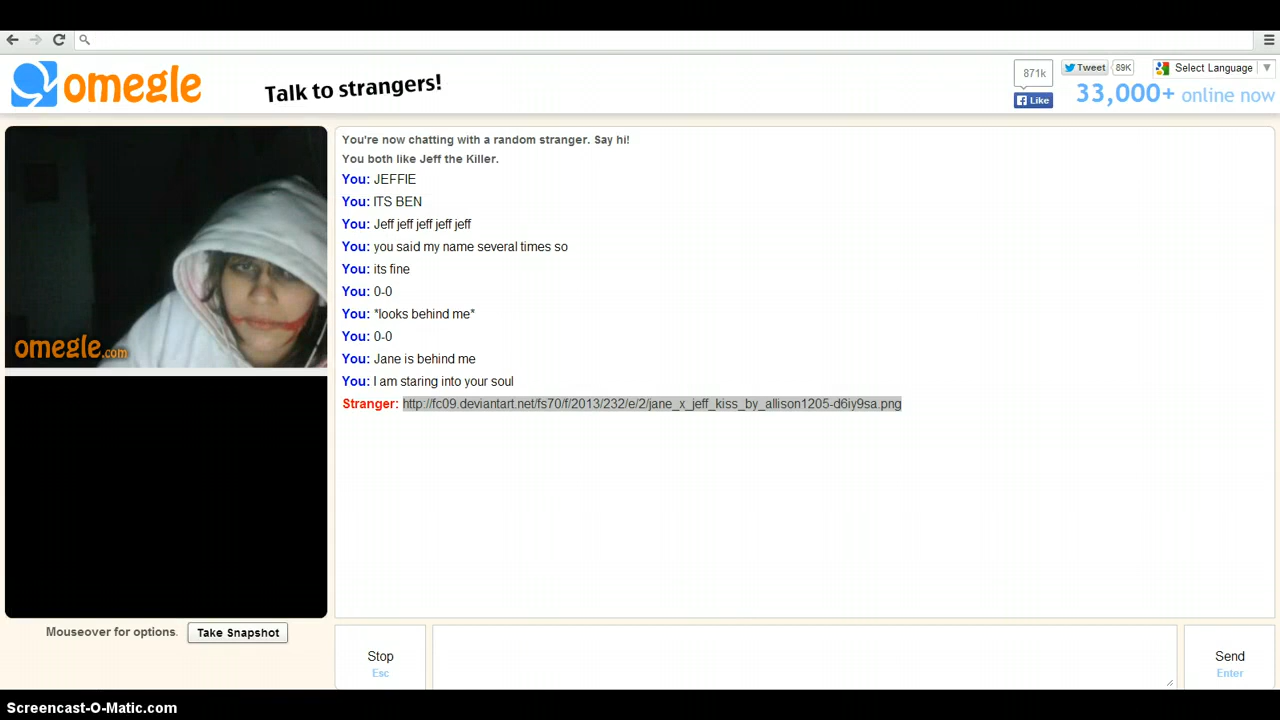 omegle
Talk to strangers!
871k
Like
Tweet
89K
Select Language
33,000+ online now
You're now chatting with a random stranger. Say hi!
You both like Jeff the Killer.
You: JEFFIE
You: ITS BEN
You: Jeff jeff jeff jeff jeff
You: you said my name several times so
You: its fine
You: 0-0
You: *looks behind me*
You: 0-0
You: Jane is behind me
You: I am staring into your soul
Stranger: http://fc09.deviantart.net/fs70/f/2013/232/e/2/jane_x_jeff_kiss_by_allison1205-d6iy9sa.png
omegle.com
Mouseover for options.
Take Snapshot
Stop
Esc
Send
Enter
Screencast-O-Matic.com